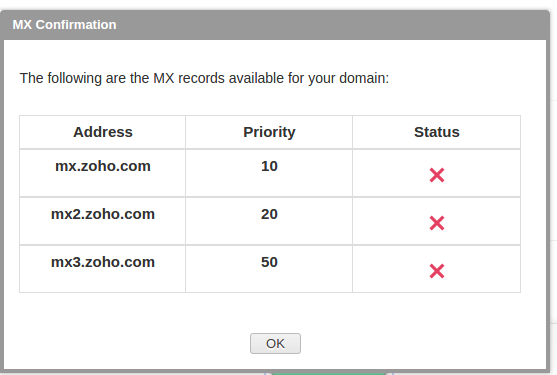 MX Confirmation
The following are the MX records available for your domain:
Address Priority Status
mx.zoho.com 10
mx2.zoho.com 20
mx3.zoho.com 50
OK